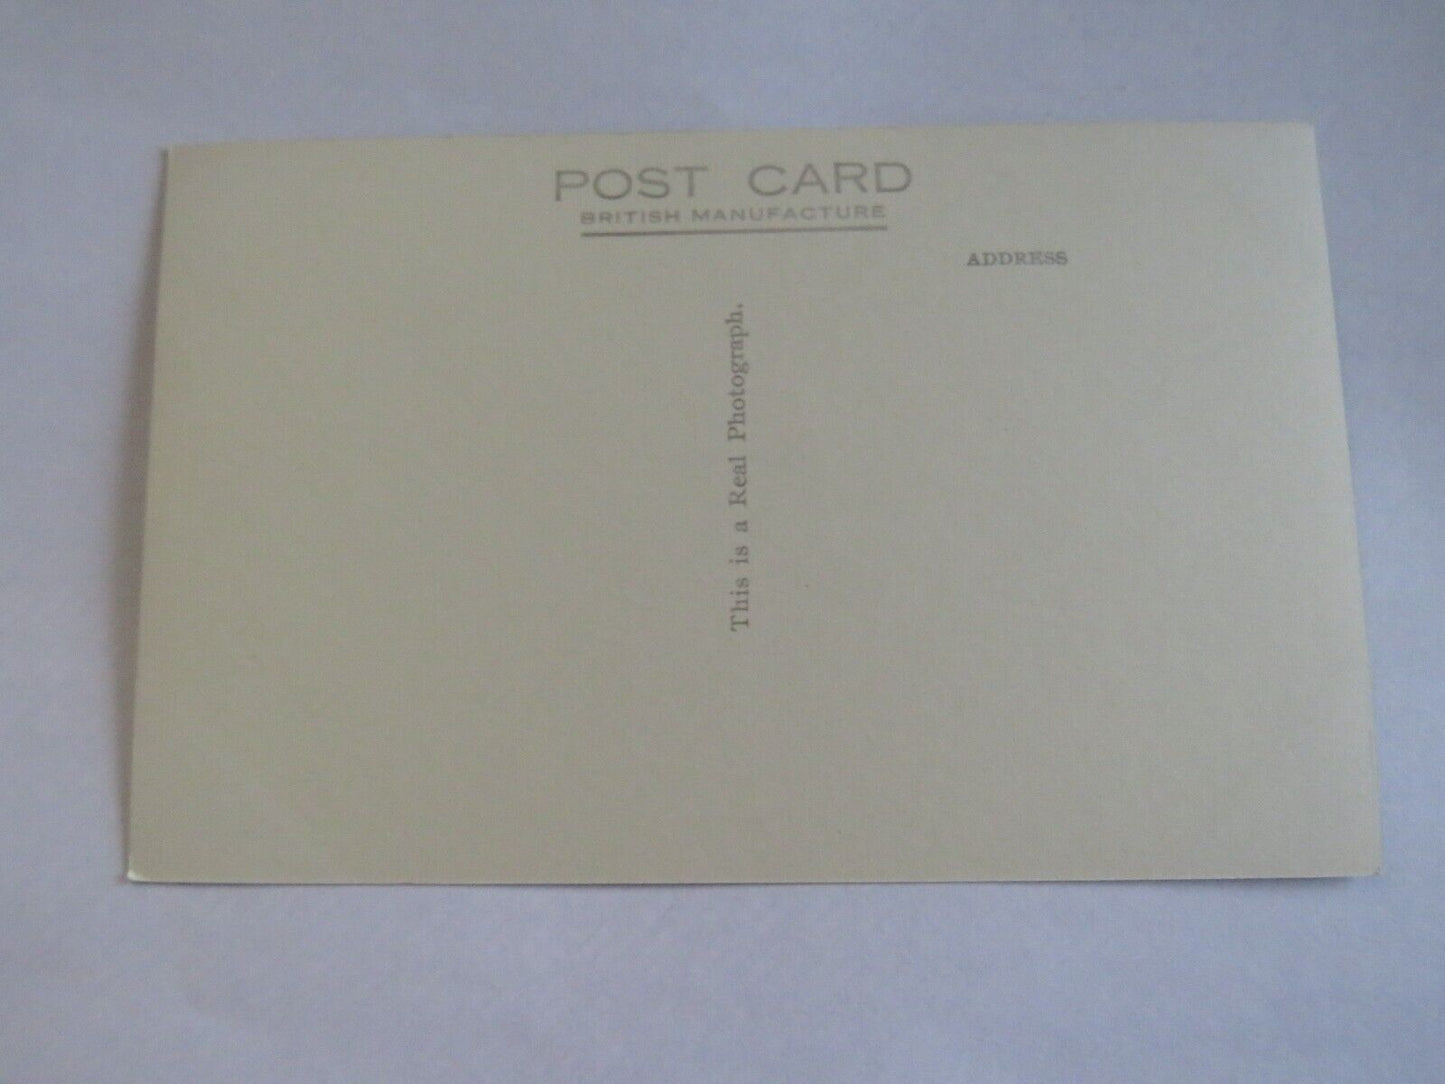 POST CARD
BRITISH MANUFACTURE
ADDRESS
This is a Real Photograph.